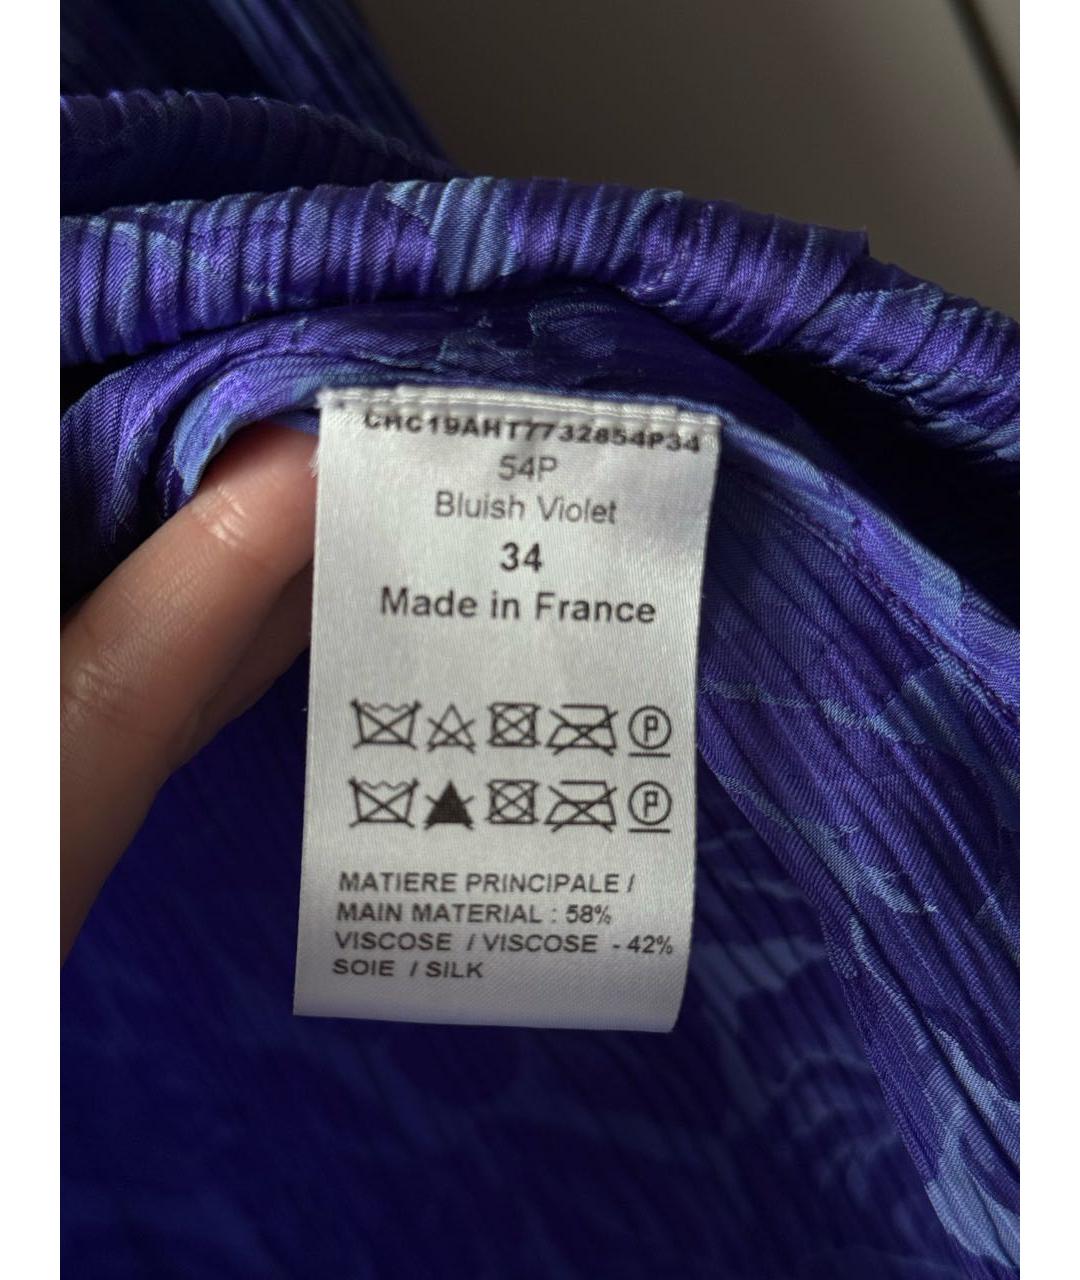 CHC19AHT7732854P34
54P
Bluish Violet
34
Made in France
P
P
MATIERE PRINCIPALE /
MAIN MATERIAL : 58%
VISCOSE / VISCOSE - 42%
SOIE / SILK